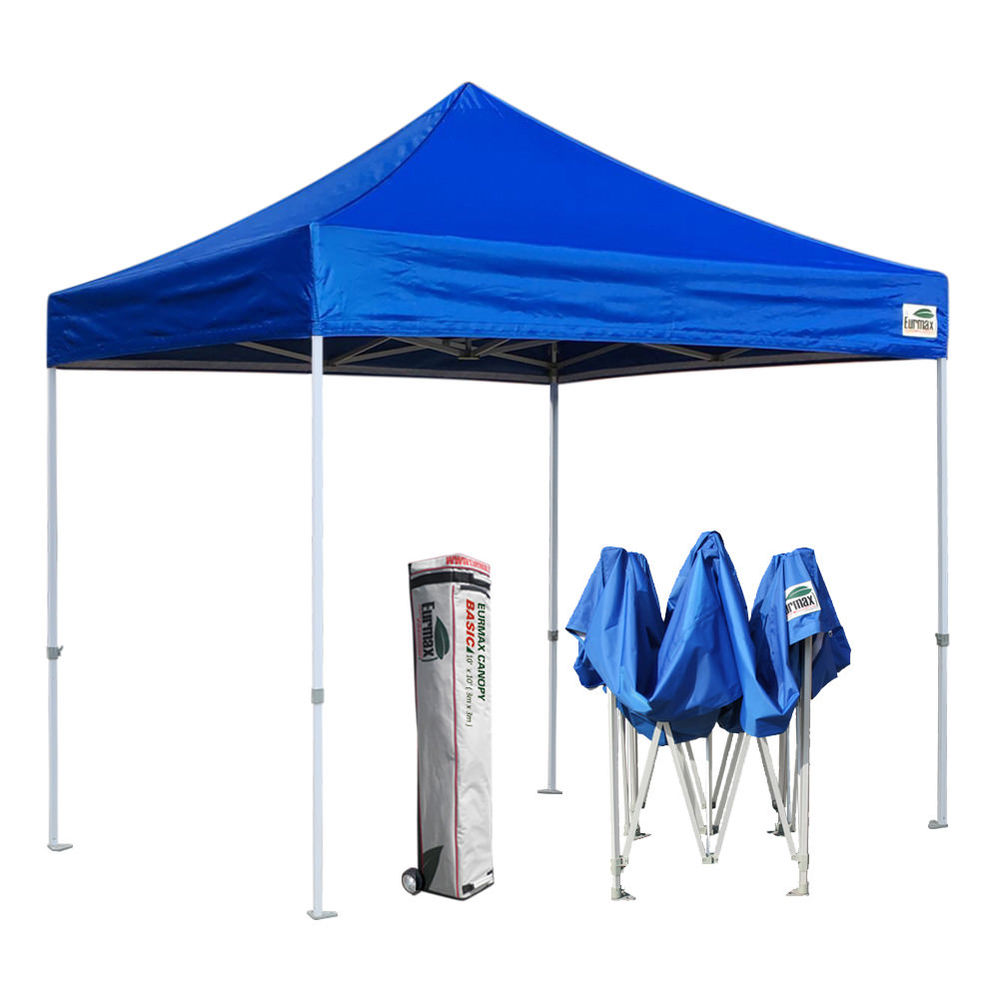 Eurmax
Eurmax
EURMAX CANOPY
BASIC 10' x 10' ( 3m x 3m )
urmax